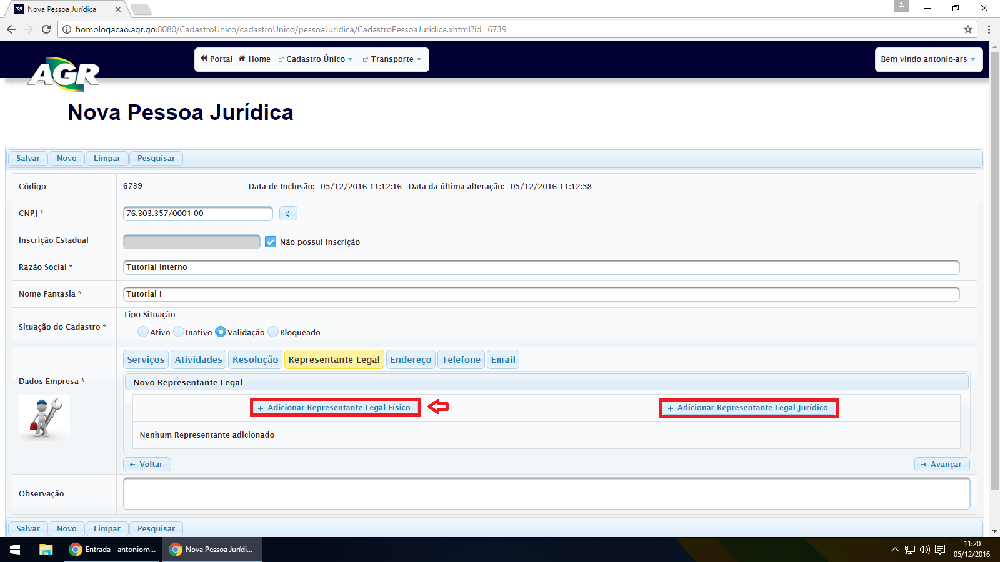 Nova Pessoa Jurídica
homologacao.agr.go:8080/CadastroUnico/cadastroUnico/pessoaJuridica/CadastroPessoaJuridica.xhtml?id=6739
AGR
Portal Home Cadastro Único Transporte
Bem vindo antonio-ars
Nova Pessoa Jurídica
Salvar Novo Limpar Pesquisar
Código 6739 Data de Inclusão: 05/12/2016 11:12:16 Data da última alteração: 05/12/2016 11:12:58
CNPJ * 76.303.357/0001-00
Inscrição Estadual Não possui Inscrição
Razão Social * Tutorial Interno
Nome Fantasia * Tutorial I
Tipo Situação
Situação do Cadastro * Ativo Inativo Validação Bloqueado
Serviços Atividades Resolução Representante Legal Endereço Telefone Email
Dados Empresa *
Novo Representante Legal
+ Adicionar Representante Legal Físico + Adicionar Representante Legal Jurídico
Nenhum Representante adicionado
← Voltar → Avançar
Observação
Salvar Novo Limpar Pesquisar
Entrada - antoniom... Nova Pessoa Jurídi...
11:20
05/12/2016